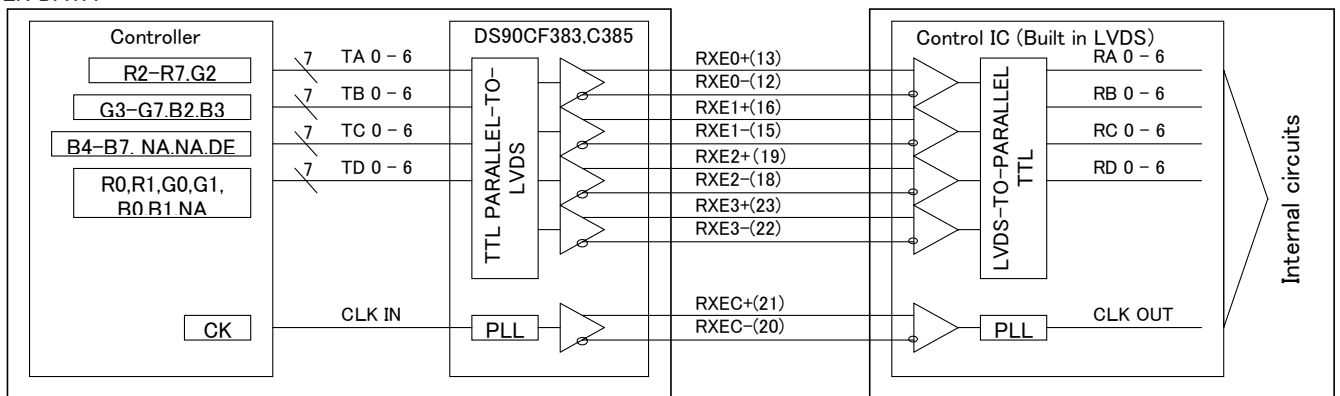 Controller
R2-R7.G2
G3-G7.B2.B3
B4-B7. NA.NA.DE
R0,R1,G0,G1,
B0.B1.NA
CK
7 TA 0 - 6
7 TB 0 - 6
7 TC 0 - 6
7 TD 0 - 6
CLK IN
DS90CF383,C385
TTL PARALLEL-TO-
LVDS
PLL
RXE0+(13)
RXE0-(12)
RXE1+(16)
RXE1-(15)
RXE2+(19)
RXE2-(18)
RXE3+(23)
RXE3-(22)
RXEC+(21)
RXEC-(20)
Control IC (Built in LVDS)
LVDS-TO-PARALLEL
TTL
PLL
RA 0 - 6
RB 0 - 6
RC 0 - 6
RD 0 - 6
CLK OUT
Internal circuits